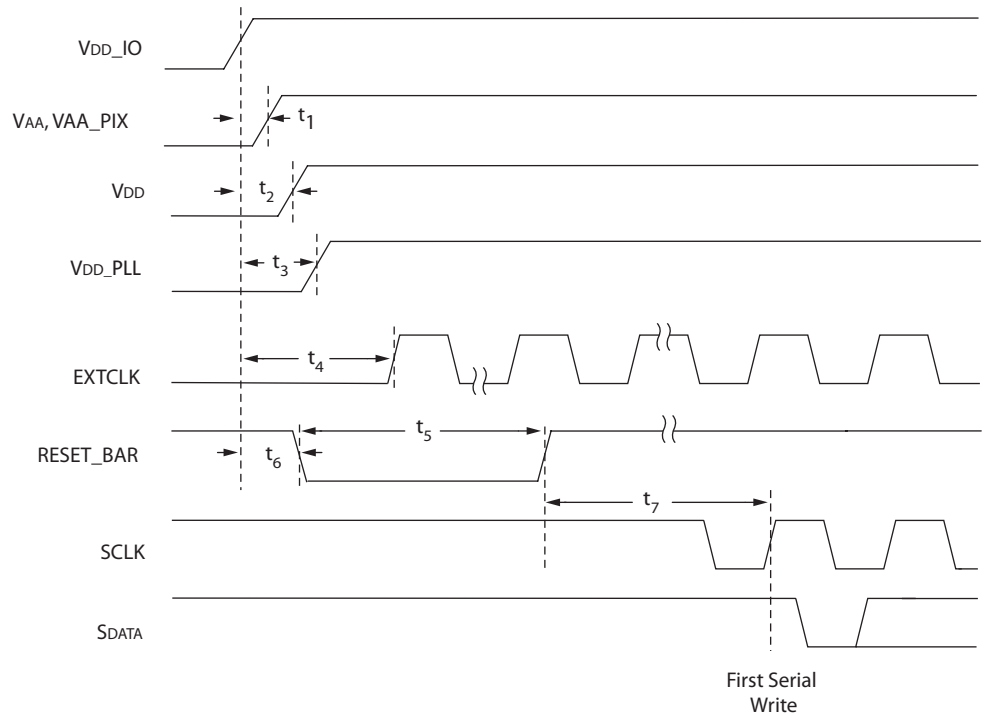 VDD_IO
VAA, VAA_PIX
t1
VDD
t2
VDD_PLL
t3
EXTCLK
t4
RESET_BAR
t5
t6
t7
SCLK
SDATA
First Serial
Write